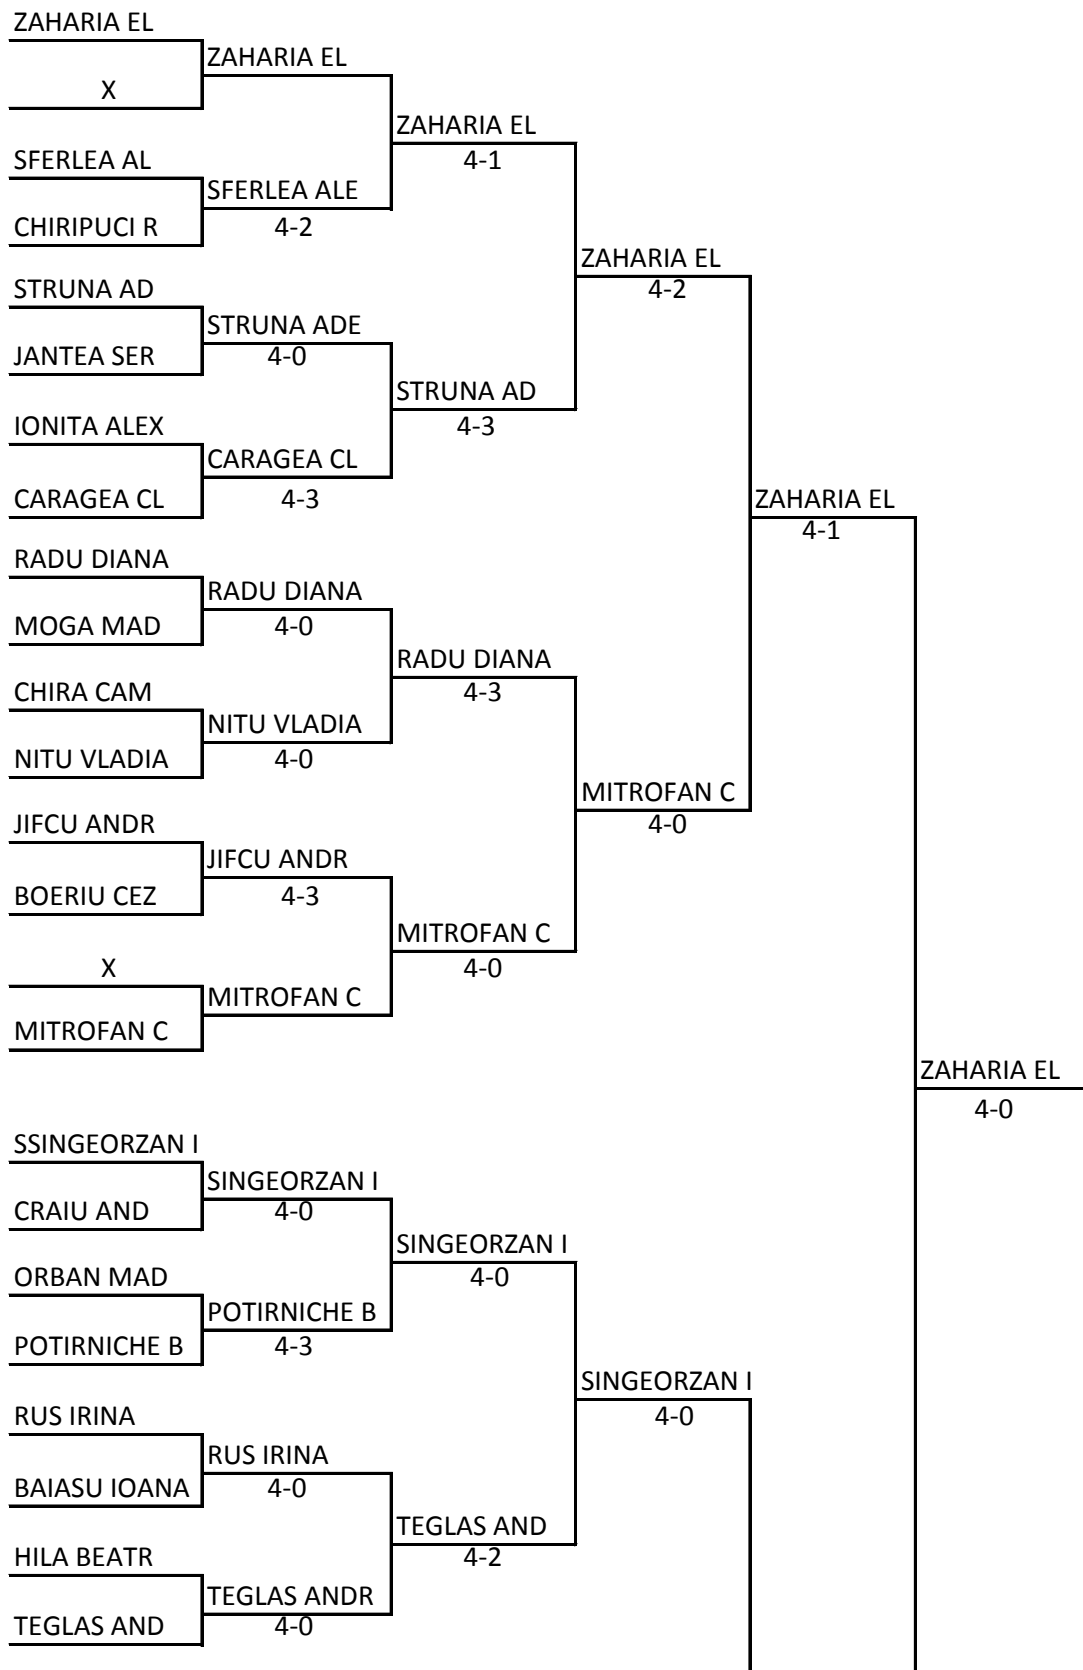 ZAHARIA EL
ZAHARIA EL
X
ZAHARIA EL
4-1
SFERLEA AL
SFERLEA ALE
CHIRIPUCI R
4-2
ZAHARIA EL
4-2
STRUNA AD
STRUNA ADE
JANTEA SER
4-0
STRUNA AD
4-3
IONITA ALEX
CARAGEA CL
CARAGEA CL
4-3
ZAHARIA EL
4-1
RADU DIANA
RADU DIANA
MOGA MAD
4-0
RADU DIANA
4-3
CHIRA CAM
NITU VLADIA
NITU VLADIA
4-0
MITROFAN C
4-0
JIFCU ANDR
JIFCU ANDR
BOERIU CEZ
4-3
MITROFAN C
4-0
X
MITROFAN C
MITROFAN C
ZAHARIA EL
4-0
SSINGEORZAN I
SINGEORZAN I
CRAIU AND
4-0
SINGEORZAN I
4-0
ORBAN MAD
POTIRNICHE B
POTIRNICHE B
4-3
SINGEORZAN I
4-0
RUS IRINA
RUS IRINA
BAIASU IOANA
4-0
TEGLAS AND
4-2
HILA BEATR
TEGLAS ANDR
TEGLAS AND
4-0